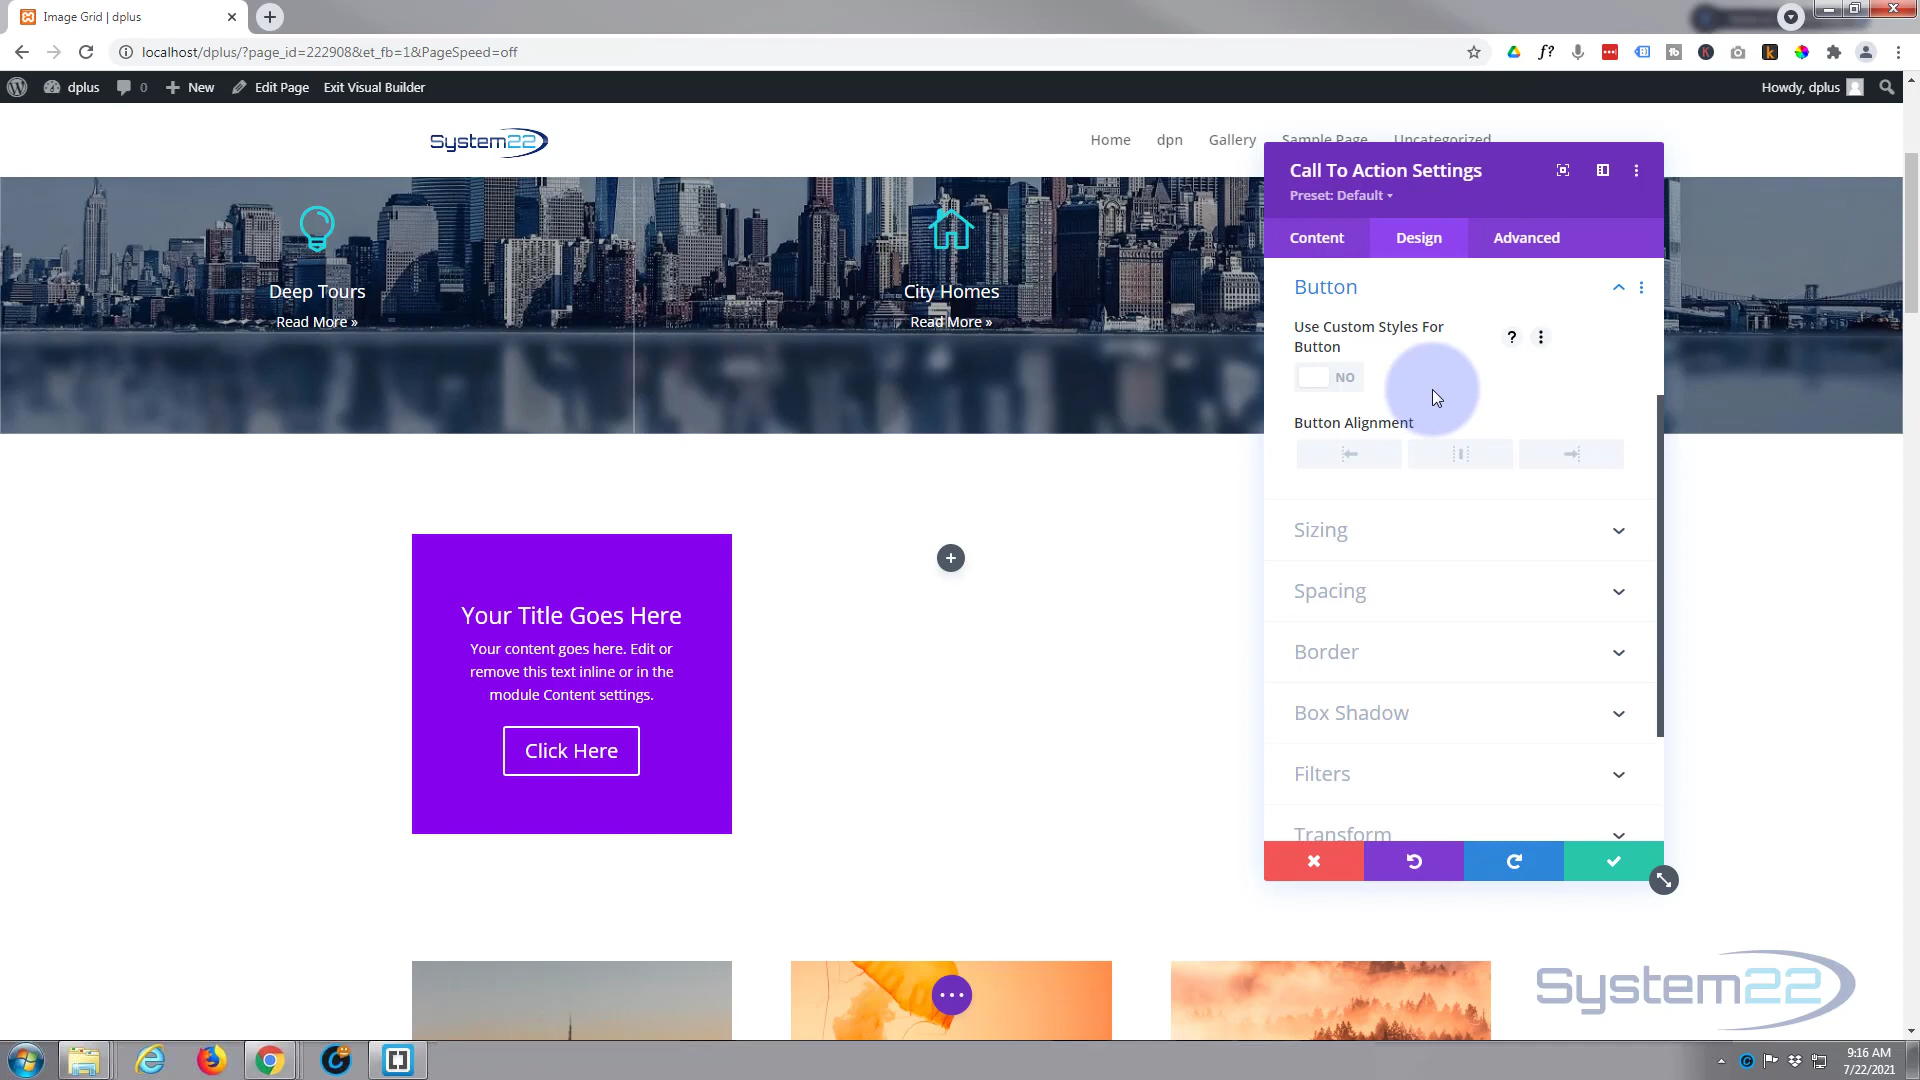 Image Grid | dplus
localhost/dplus/?page_id=222908&et_fb=1&PageSpeed=off
dplus 0 New Edit Page Exit Visual Builder Howdy, dplus
System22
Home dpn Gallery Sample Page Uncategorized
Deep Tours
Read More »
City Homes
Read More »
Call To Action Settings
Preset: Default
Content Design Advanced
Button
Use Custom Styles For
Button
?
NO
Button Alignment
Sizing
Spacing
Border
Box Shadow
Filters
Transform
Your Title Goes Here
Your content goes here. Edit or
remove this text inline or in the
module Content settings.
Click Here
System22
9:16 AM
7/22/2021